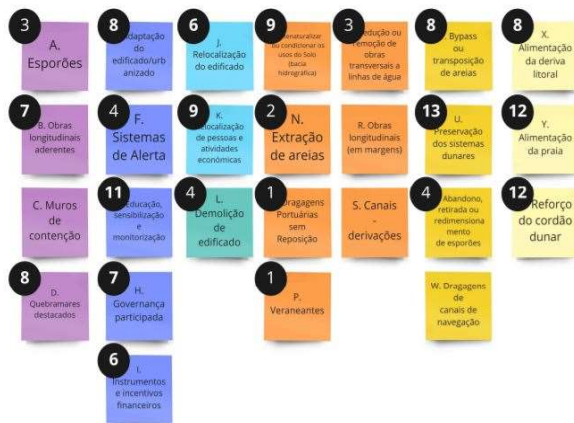 3
A.
Esporões
8
adaptação
do
edificado/urb
anizado
6
J.
Relocalização
do edificado
9
Renaturalizar
ou condicionar os
usos do Solo
(bacia
hidrográfica)
3
remoção de
obras
transversais a
linhas de água
8
Bypass
ou
transposição
de areias
8
X.
Alimentação
da deriva
litoral
7
B. Obras
longitudinais
aderentes
4
F.
Sistemas
de Alerta
9
K.
Relocalização
de pessoas e
atividades
económicas
2
N.
Extração
de areias
R. Obras
longitudinais
(em margens)
13
U.
Preservação
dos sistemas
dunares
12
Y.
Alimentação
da praia
C. Muros
de
contenção
11
Educação,
sensibilização
e
monitorização
4
L.
Demolição
de
edificado
1
Dragagens
Portuárias
sem
Reposição
S. Canais
-
derivações
4
Abandono,
retirada ou
redimensiona
mento de
esporões
12
Reforço
do cordão
dunar
8
D.
Quebramares
destacados
7
H.
Governança
participada
1
P.
Veraneantes
W. Dragagens
de
canais de
navegação
6
I.
Instrumentos
e incentivos
financeiros